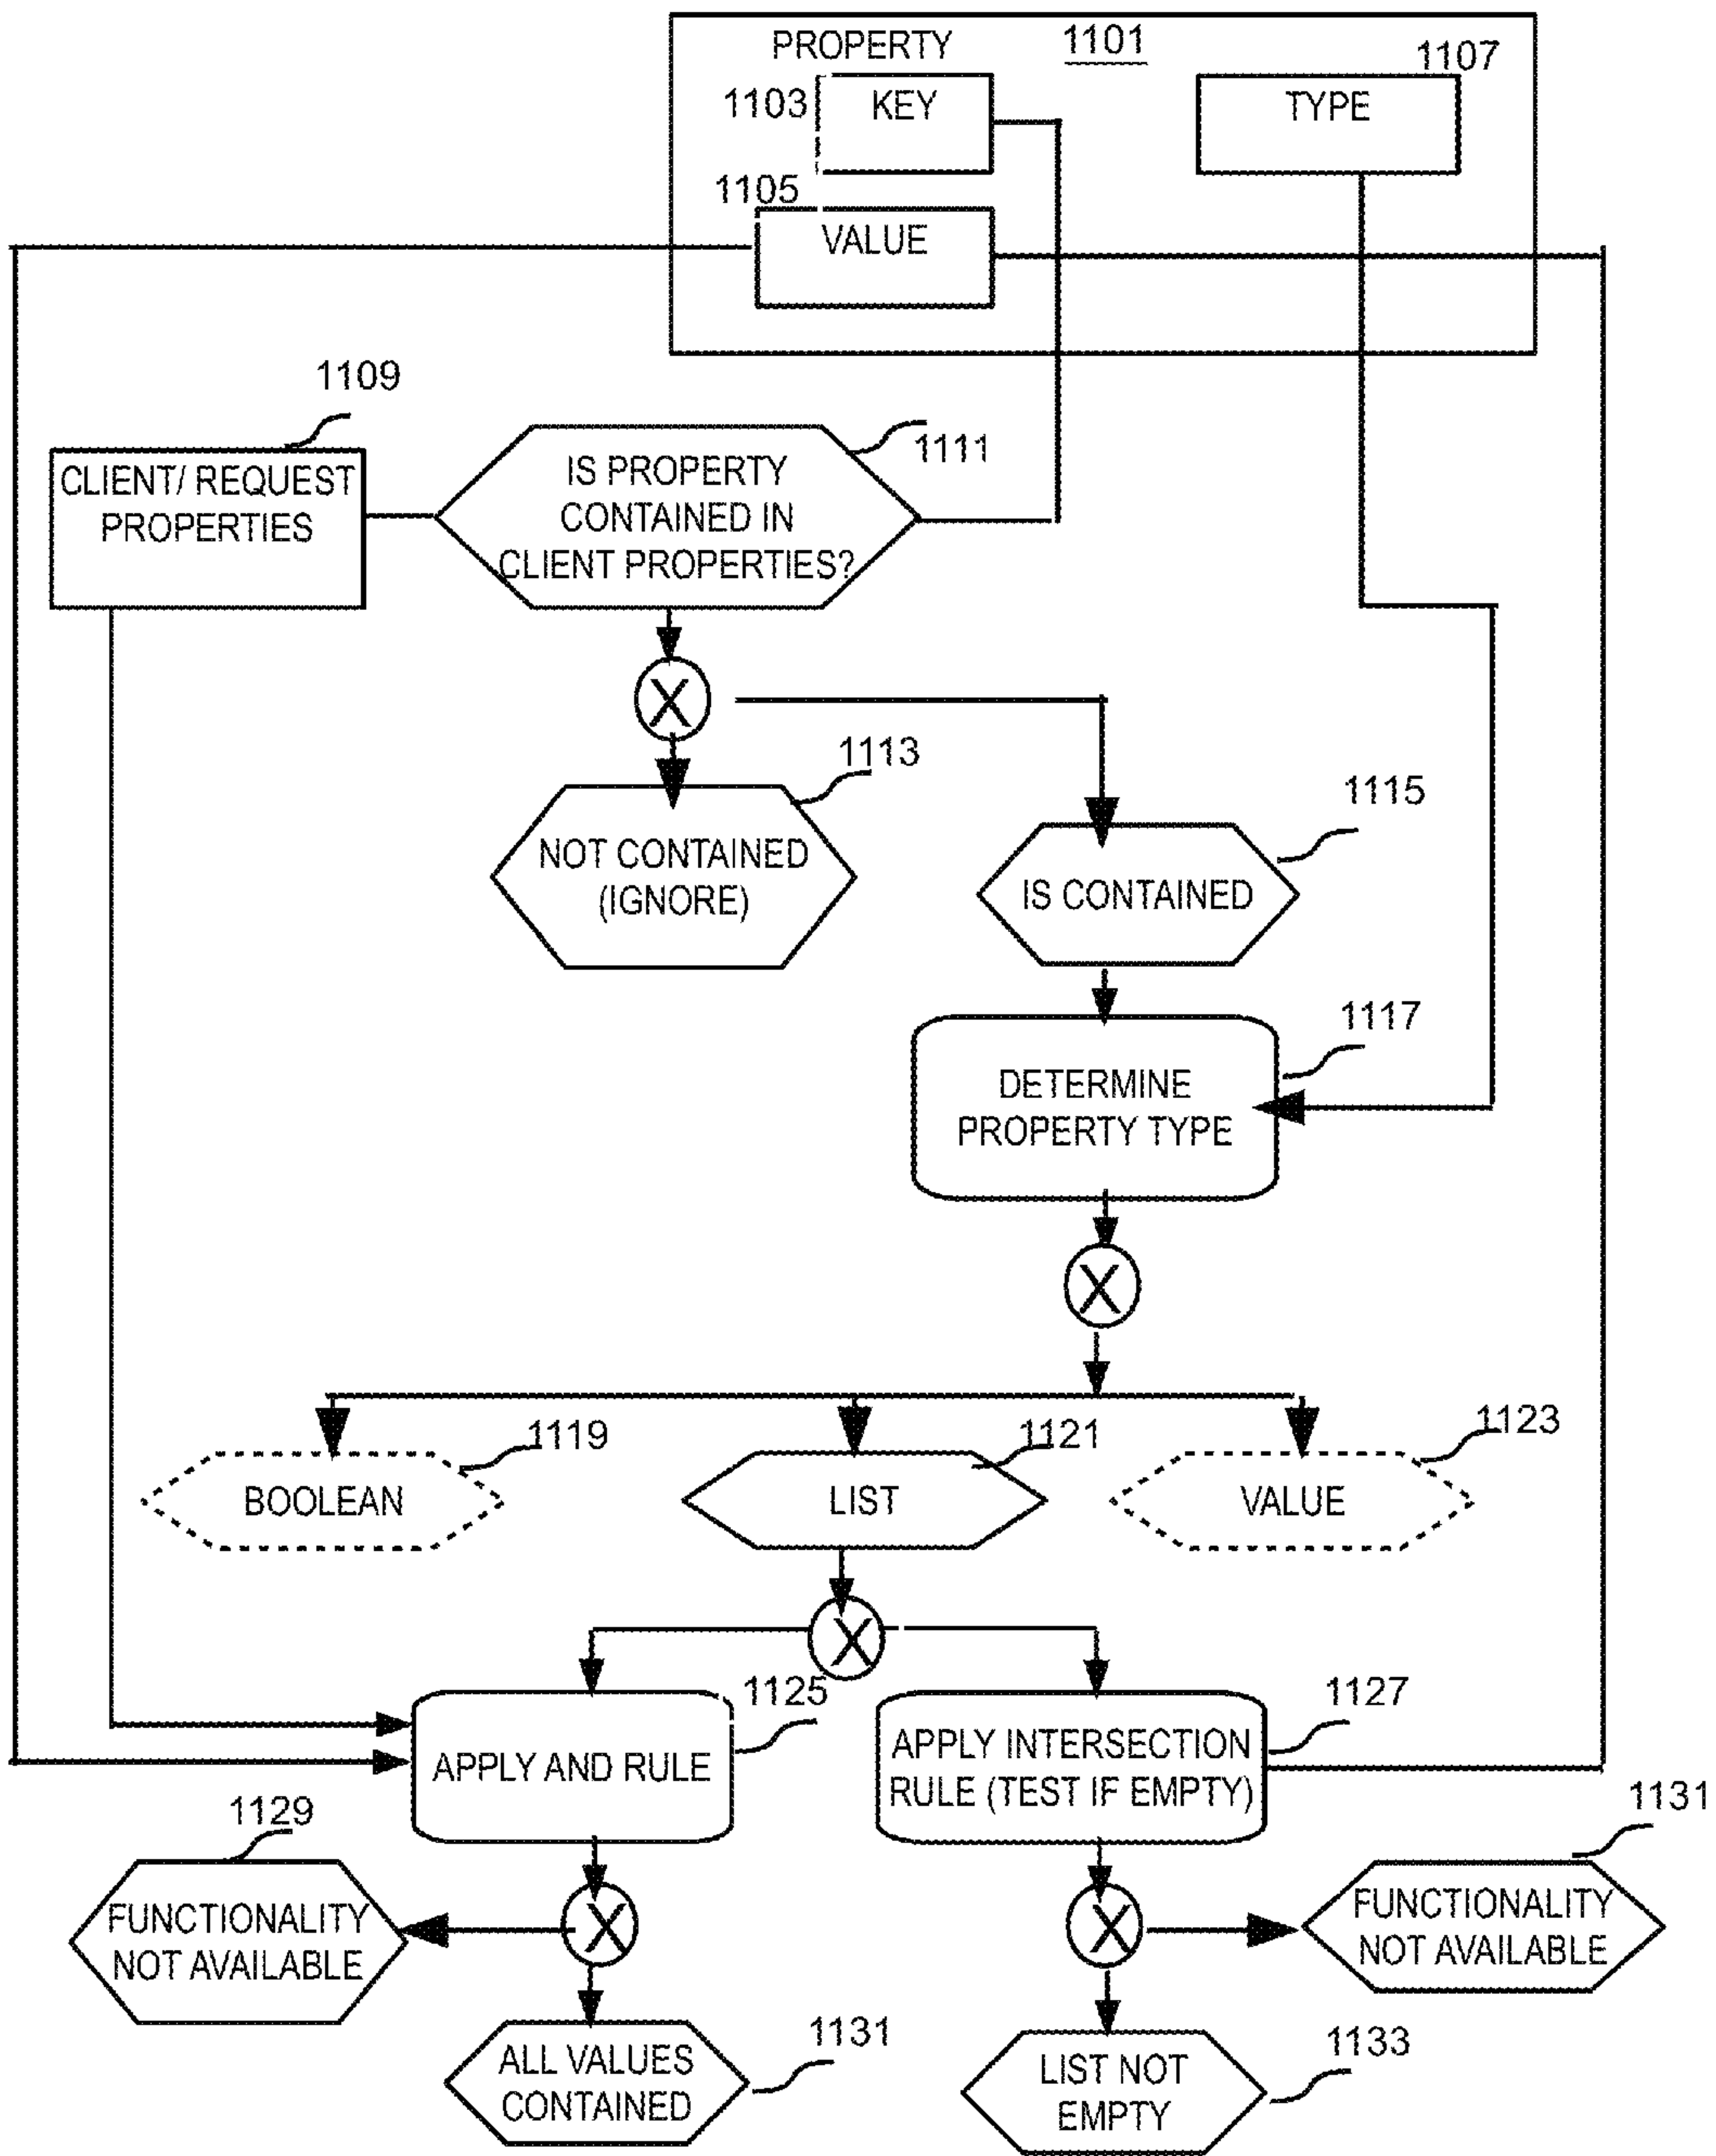 PROPERTY 1101
1107
1103
KEY
TYPE
1105
VALUE
1109
CLIENT/ REQUEST
PROPERTIES
1111
IS PROPERTY
CONTAINED IN
CLIENT PROPERTIES?
X
1113
NOT CONTAINED
(IGNORE)
1115
IS CONTAINED
1117
DETERMINE
PROPERTY TYPE
X
1119
BOOLEAN
1121
LIST
1123
VALUE
X
1125
APPLY AND RULE
1127
APPLY INTERSECTION
RULE (TEST IF EMPTY)
1129
FUNCTIONALITY
NOT AVAILABLE
X
X
1131
FUNCTIONALITY
NOT AVAILABLE
1131
ALL VALUES
CONTAINED
1133
LIST NOT
EMPTY